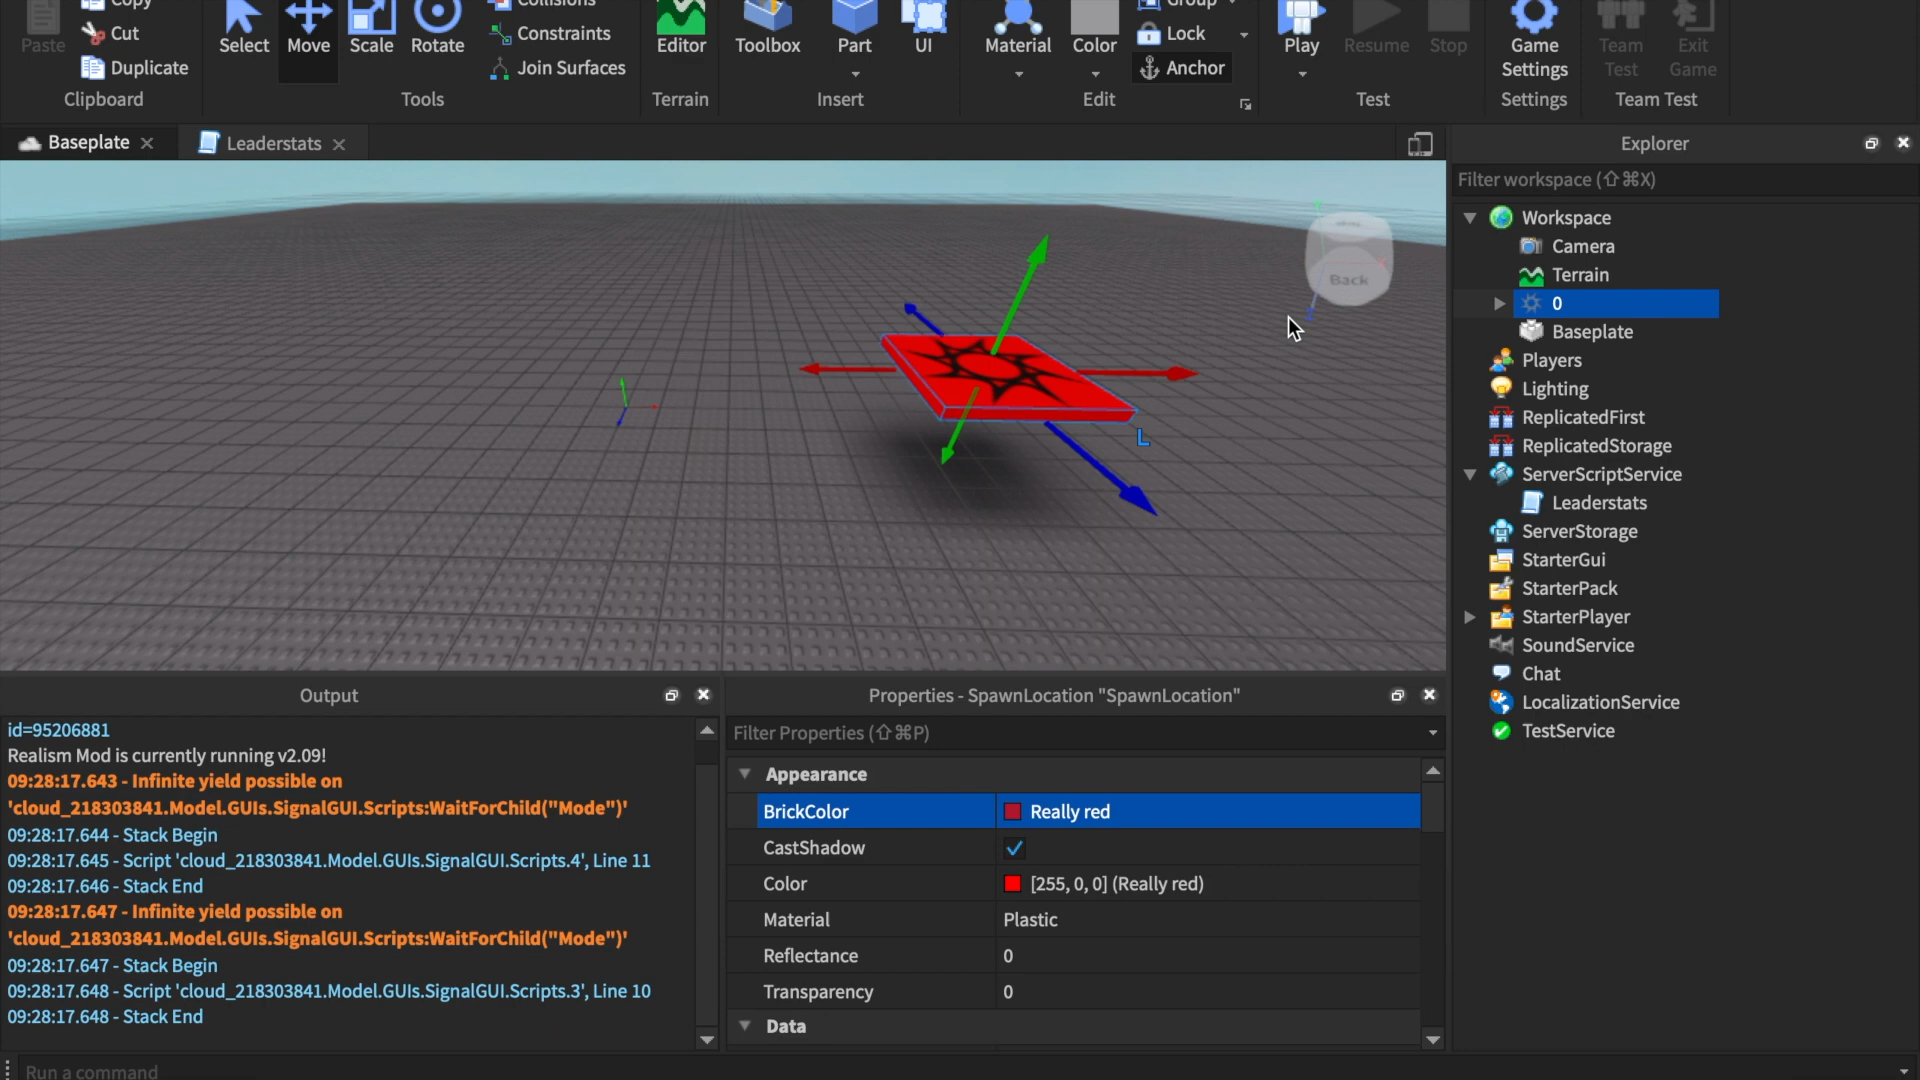 Copy
Group
Collisions
Paste
Cut
Select
Move
Scale
Rotate
Constraints
Editor
Toolbox
Part
UI
Material
Color
Lock
Play
Resume
Stop
Game
Settings
Team
Test
Exit
Game
Duplicate
Join Surfaces
Anchor
Clipboard
Tools
Terrain
Insert
Edit
Test
Settings
Team Test
Baseplate
Leaderstats
Explorer
Filter workspace (⇧⌘X)
Workspace
Camera
Terrain
0
Baseplate
Players
Lighting
ReplicatedFirst
ReplicatedStorage
ServerScriptService
Leaderstats
ServerStorage
StarterGui
StarterPack
StarterPlayer
SoundService
Chat
LocalizationService
TestService
Back
L
Output
id=95206881
Realism Mod is currently running v2.09!
09:28:17.643 - Infinite yield possible on
'cloud_218303841.Model.GUIs.SignalGUI.Scripts:WaitForChild("Mode")'
09:28:17.644 - Stack Begin
09:28:17.645 - Script 'cloud_218303841.Model.GUIs.SignalGUI.Scripts.4', Line 11
09:28:17.646 - Stack End
09:28:17.647 - Infinite yield possible on
'cloud_218303841.Model.GUIs.SignalGUI.Scripts:WaitForChild("Mode")'
09:28:17.647 - Stack Begin
09:28:17.648 - Script 'cloud_218303841.Model.GUIs.SignalGUI.Scripts.3', Line 10
09:28:17.648 - Stack End
Properties - SpawnLocation "SpawnLocation"
Filter Properties (⇧⌘P)
Appearance
BrickColor Really red
CastShadow
Color [255, 0, 0] (Really red)
Material Plastic
Reflectance 0
Transparency 0
Data
Run a command